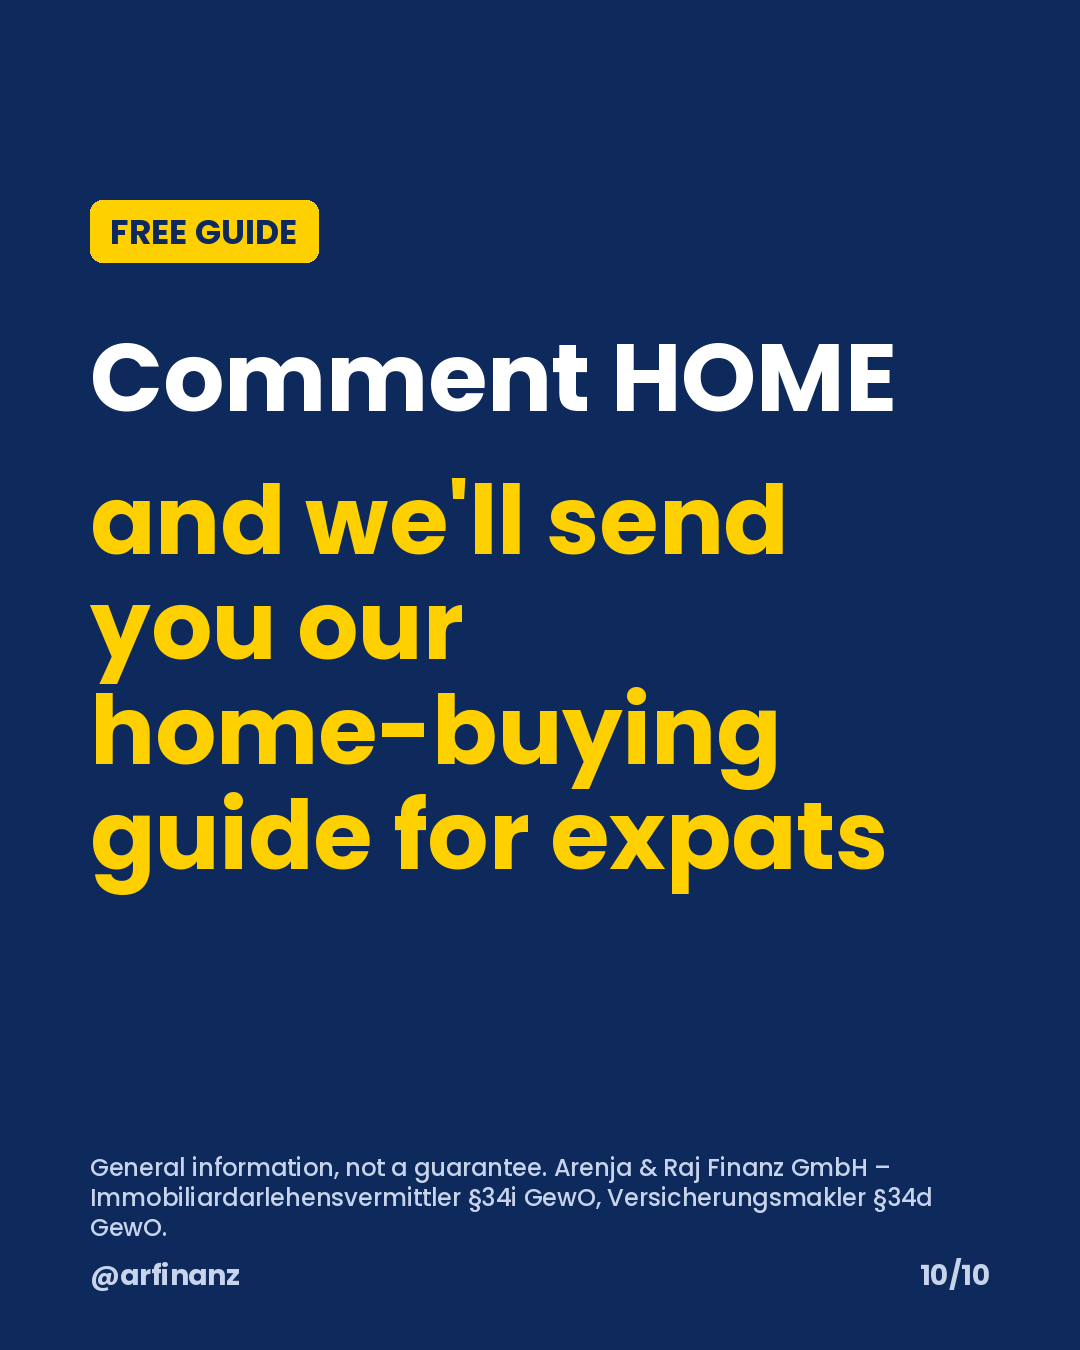 FREE GUIDE
Comment HOME
and we'll send
you our
home-buying
guide for expats
General information, not a guarantee. Arenja & Raj Finanz GmbH –
Immobiliardarlehensvermittler §34i GewO, Versicherungsmakler §34d
GewO.
@arfinanz
10/10